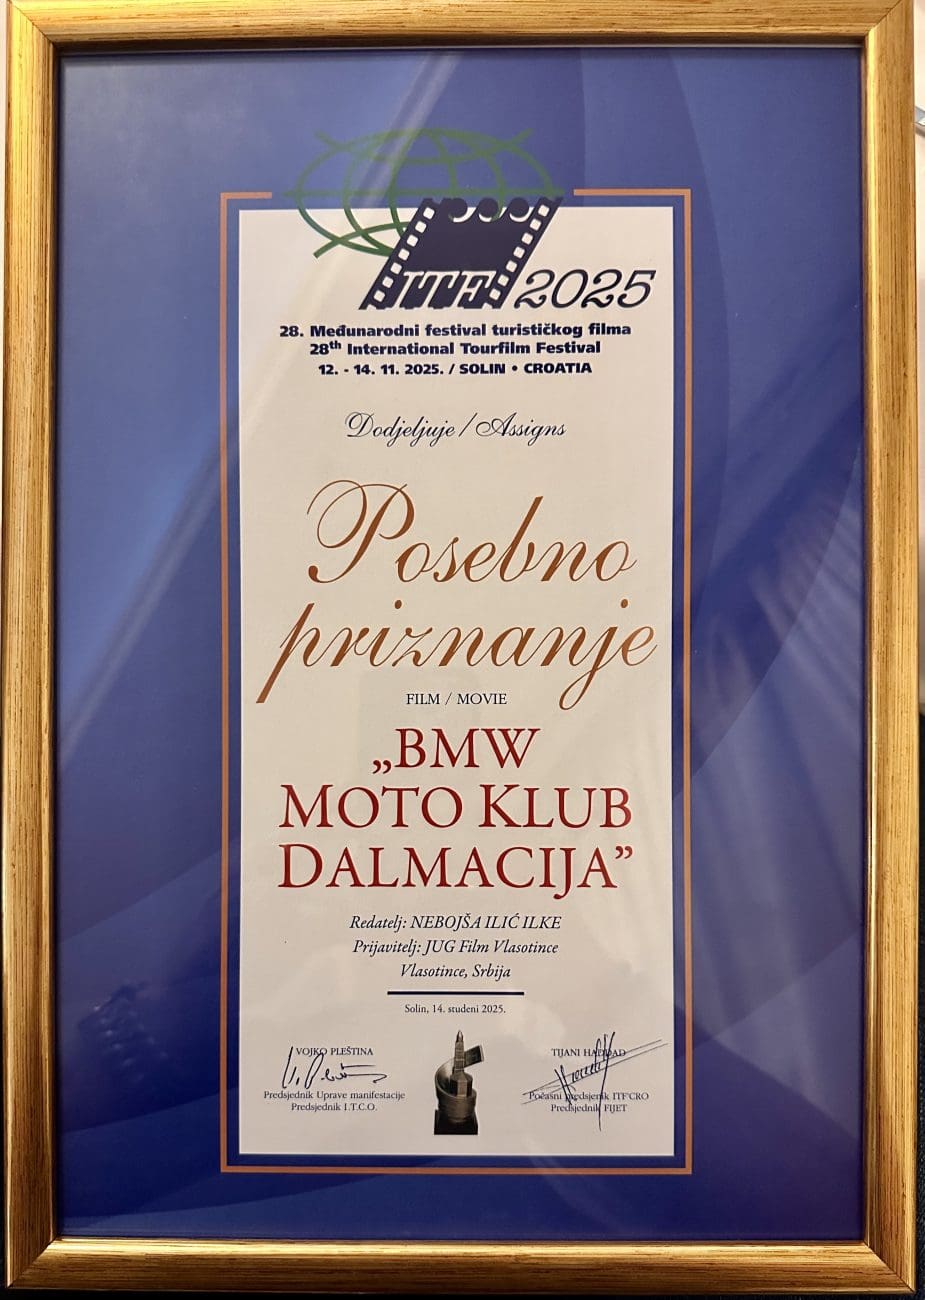 ITF 2025
28. Međunarodni festival turističkog filma
28th International Tourfilm Festival
12. - 14. 11. 2025. / SOLIN • CROATIA
Dodjeljuje / Assigns
Posebno
priznanje
FILM / MOVIE
„BMW
MOTO KLUB
DALMACIJA”
Redatelj: NEBOJŠA ILIĆ ILKE
Prijavitelj: JUG Film Vlasotince
Vlasotince, Srbija
Solin, 14. studeni 2025.
VOJKO PLEŠTINA
Predsjednik Uprave manifestacije
Predsjednik I.T.C.O.
TIJANI HADDAD
Počasni predsjenik ITF'CRO
Predsjednik FIJET